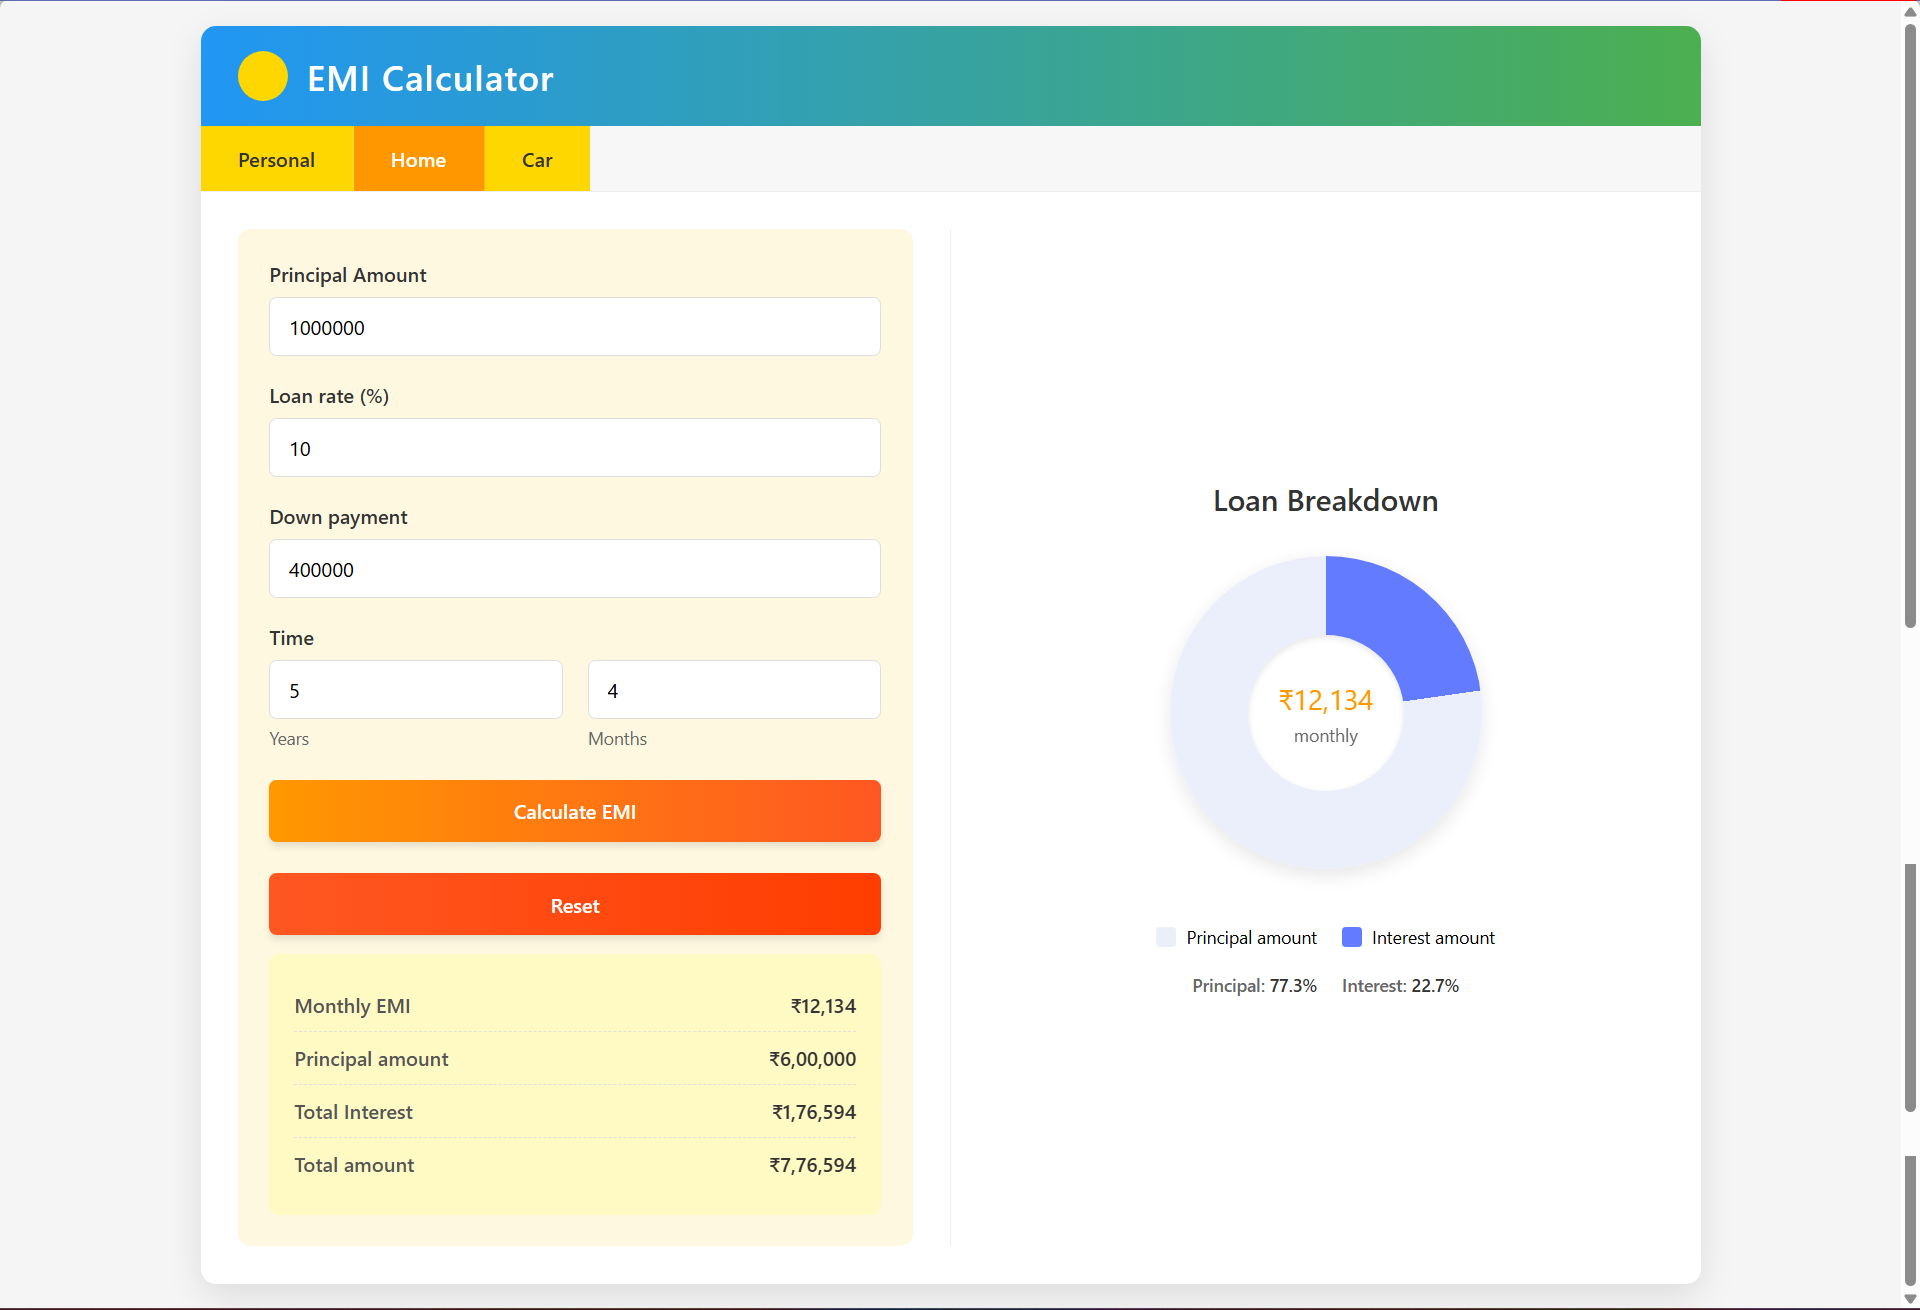 EMI Calculator
Personal Home Car
Principal Amount
1000000
Loan rate (%)
10
Down payment
400000
Time
5 4
Years Months
Calculate EMI
Reset
Monthly EMI ₹12,134
Principal amount ₹6,00,000
Total Interest ₹1,76,594
Total amount ₹7,76,594
Loan Breakdown
₹12,134
monthly
Principal amount Interest amount
Principal: 77.3% Interest: 22.7%